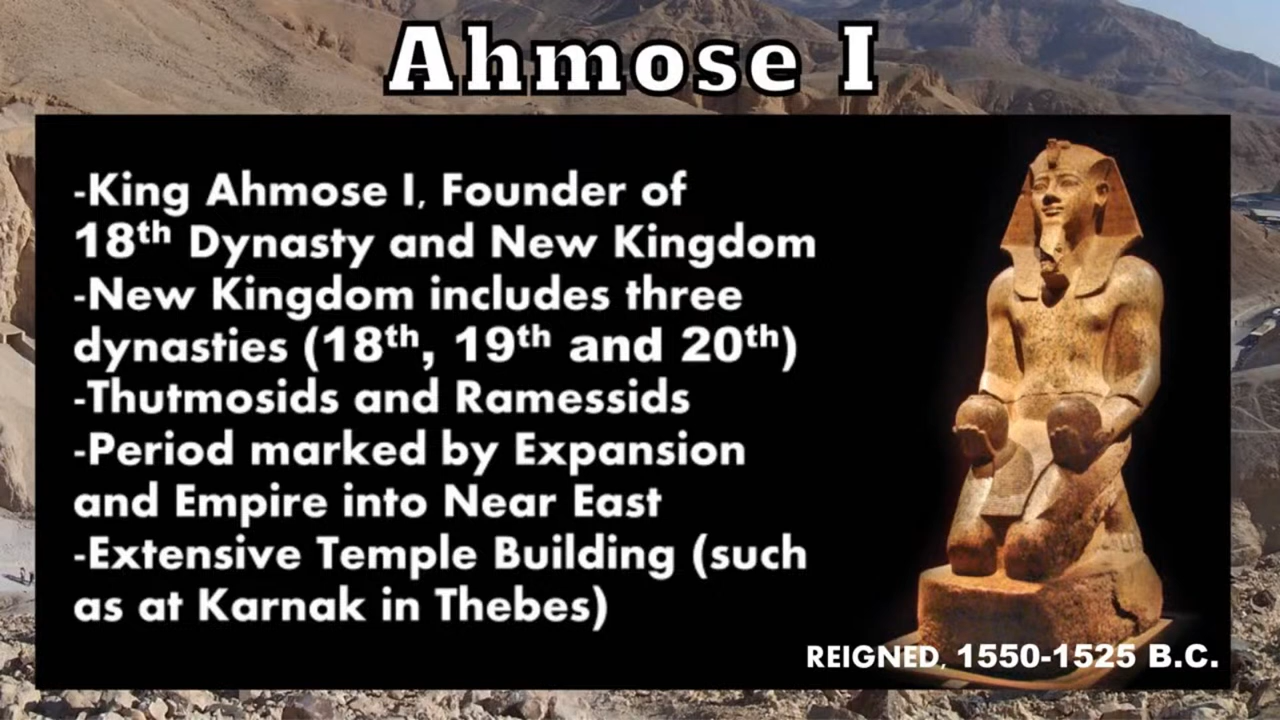 Ahmose I
-King Ahmose I, Founder of
18th Dynasty and New Kingdom
-New Kingdom includes three
dynasties (18th, 19th and 20th)
-Thutmosids and Ramessids
-Period marked by Expansion
and Empire into Near East
-Extensive Temple Building (such
as at Karnak in Thebes)
REIGNED, 1550-1525 B.C.